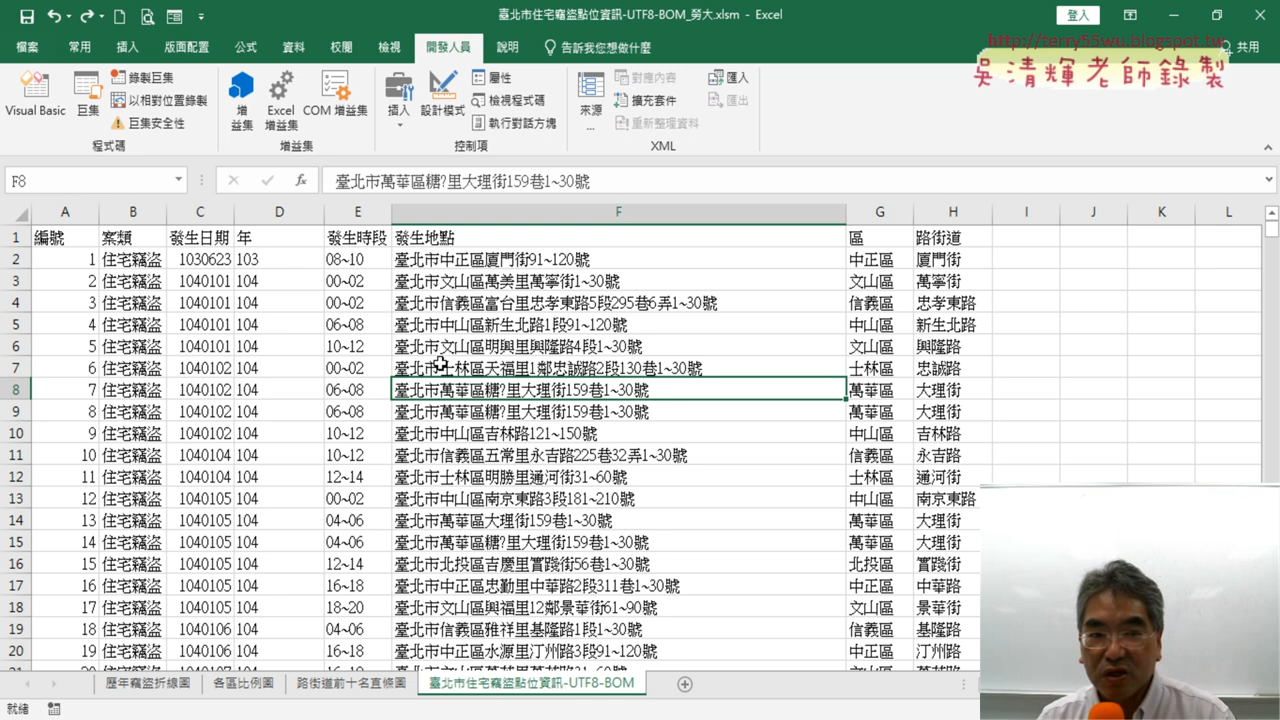 臺北市住宅竊盜點位資訊-UTF8-BOM_勞大.xlsm - Excel
登入
檔案 常用 插入 版面配置 公式 資料 校閱 檢視 開發人員 說明 告訴我您想做什麼 共用
http://terry55wu.blogspot.tw
吳清輝老師錄製
Visual Basic 巨集 錄製巨集 以相對位置錄製 巨集安全性 程式碼
增益集 Excel 增益集 COM 增益集 增益集
插入 設計模式 屬性 檢視程式碼 執行對話方塊 控制項
來源... 對應內容 擴充套件 重新整理資料 匯入 匯出 XML
F8 fx 臺北市萬華區糖?里大理街159巷1~30號
A B C D E F G H I J K L
1 編號 案類 發生日期 年 發生時段 發生地點 區 路街道
2 1 住宅竊盜 1030623 103 08~10 臺北市中正區廈門街91~120號 中正區 廈門街
3 2 住宅竊盜 1040101 104 00~02 臺北市文山區萬美里萬寧街1~30號 文山區 萬寧街
4 3 住宅竊盜 1040101 104 00~02 臺北市信義區富台里忠孝東路5段295巷6弄1~30號 信義區 忠孝東路
5 4 住宅竊盜 1040101 104 06~08 臺北市中山區新生北路1段91~120號 中山區 新生北路
6 5 住宅竊盜 1040101 104 10~12 臺北市文山區明興里興隆路4段1~30號 文山區 興隆路
7 6 住宅竊盜 1040102 104 00~02 臺北市士林區天福里1鄰忠誠路2段130巷1~30號 士林區 忠誠路
8 7 住宅竊盜 1040102 104 06~08 臺北市萬華區糖?里大理街159巷1~30號 萬華區 大理街
9 8 住宅竊盜 1040102 104 06~08 臺北市萬華區糖?里大理街159巷1~30號 萬華區 大理街
10 9 住宅竊盜 1040102 104 10~12 臺北市中山區吉林路121~150號 中山區 吉林路
11 10 住宅竊盜 1040104 104 10~12 臺北市信義區五常里永吉路225巷32弄1~30號 信義區 永吉路
12 11 住宅竊盜 1040104 104 12~14 臺北市士林區明勝里通河街31~60號 士林區 通河街
13 12 住宅竊盜 1040105 104 00~02 臺北市中山區南京東路3段181~210號 中山區 南京東路
14 13 住宅竊盜 1040105 104 04~06 臺北市萬華區大理街159巷1~30號 萬華區 大理街
15 14 住宅竊盜 1040105 104 04~06 臺北市萬華區糖?里大理街159巷1~30號 萬華區 大理街
16 15 住宅竊盜 1040105 104 12~14 臺北市北投區吉慶里實踐街56巷1~30號 北投區 實踐街
17 16 住宅竊盜 1040105 104 16~18 臺北市中正區忠勤里中華路2段311巷1~30號 中正區 中華路
18 17 住宅竊盜 1040105 104 18~20 臺北市文山區興福里12鄰景華街61~90號 文山區 景華街
19 18 住宅竊盜 1040106 104 04~06 臺北市信義區雅祥里基隆路1段1~30號 信義區 基隆路
20 19 住宅竊盜 1040106 104 16~18 臺北市中正區水源里汀州路3段91~120號 中正區 汀州路
歷年竊盜折線圖 各區比例圖 路街道前十名直條圖 臺北市住宅竊盜點位資訊-UTF8-BOM
就緒